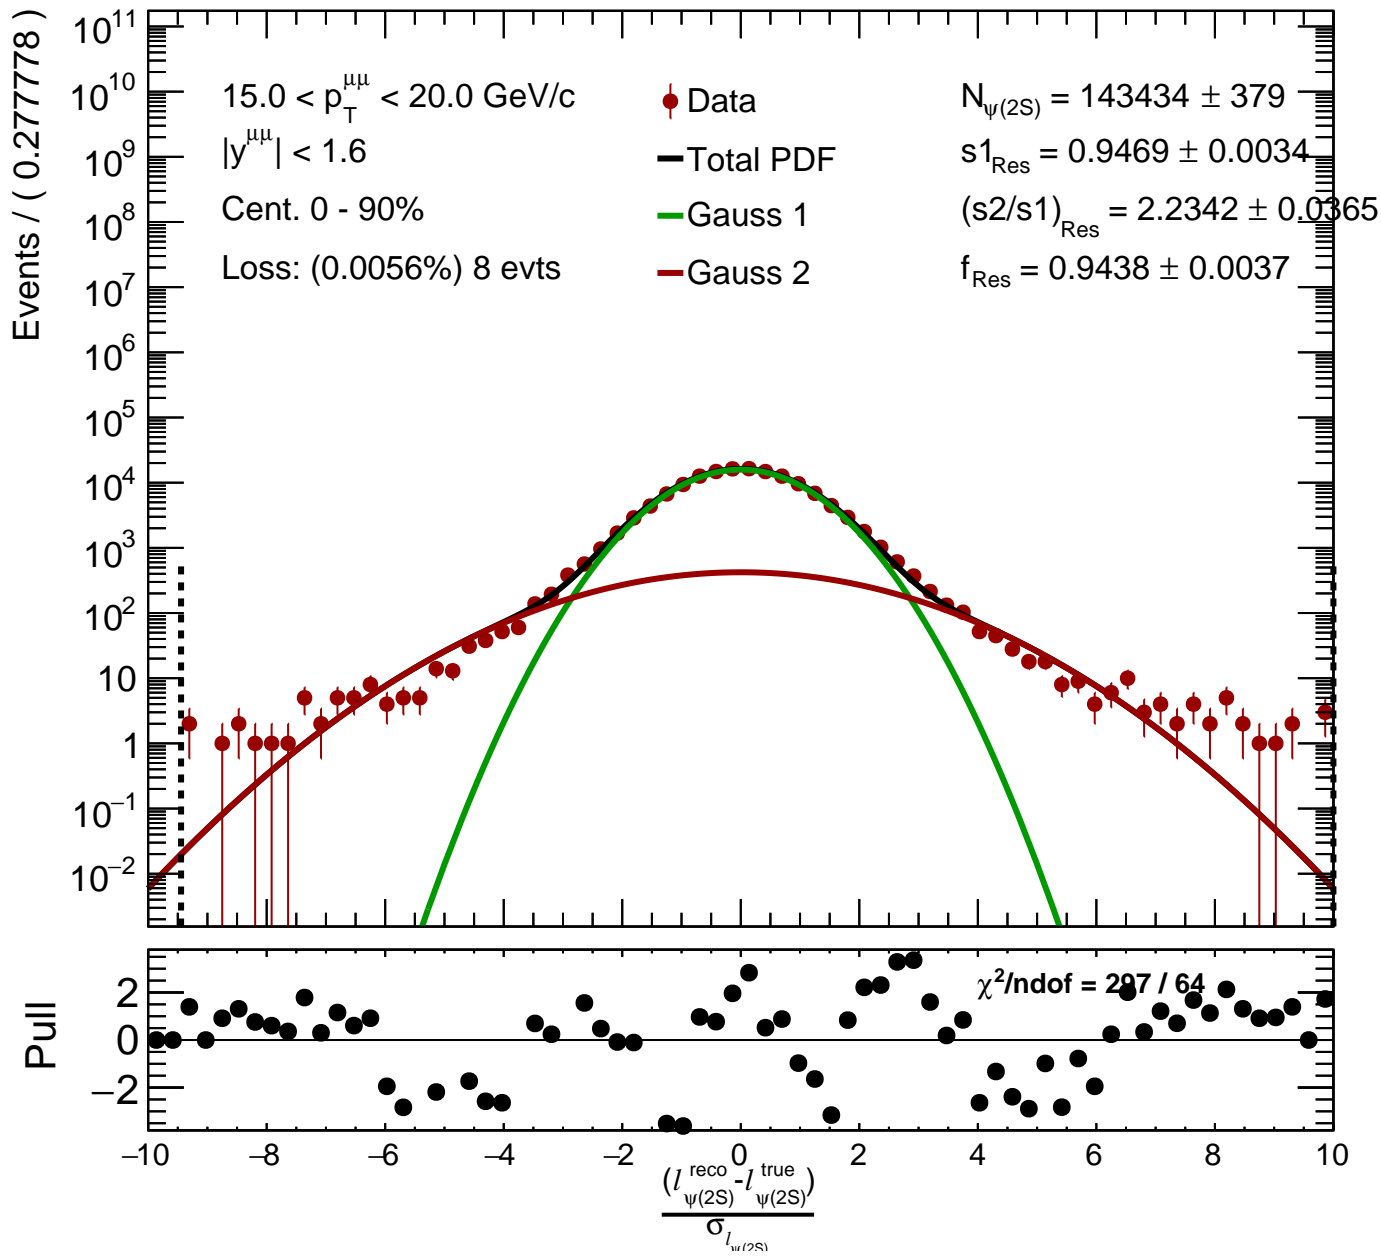 Events / ( 0.277778 )
10^11
10^10
10^9
10^8
10^7
10^6
10^5
10^4
10^3
10^2
10
1
10^−1
10^−2
15.0 < p_T^μμ < 20.0 GeV/c
|y^μμ| < 1.6
Cent. 0 - 90%
Loss: (0.0056%) 8 evts
Data
Total PDF
Gauss 1
Gauss 2
N_ψ(2S) = 143434 ± 379
s1_Res = 0.9469 ± 0.0034
(s2/s1)_Res = 2.2342 ± 0.0365
f_Res = 0.9438 ± 0.0037
Pull
2
0
−2
χ²/ndof = 297 / 64
−10 −8 −6 −4 −2 0 2 4 6 8 10
(l_ψ(2S)^reco - l_ψ(2S)^true)
σ_l_ψ(2S)